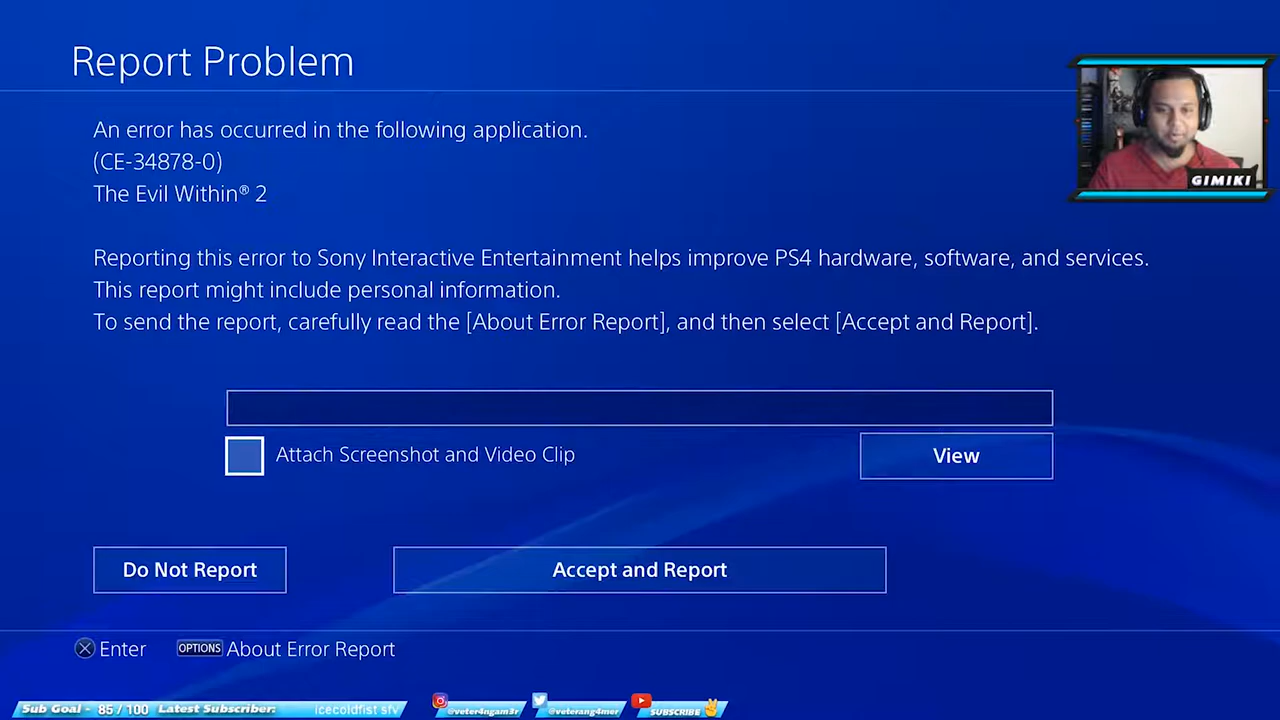 Report Problem
An error has occurred in the following application.
(CE-34878-0)
The Evil Within® 2
GIMIKI
Reporting this error to Sony Interactive Entertainment helps improve PS4 hardware, software, and services.
This report might include personal information.
To send the report, carefully read the [About Error Report], and then select [Accept and Report].
Attach Screenshot and Video Clip
View
Do Not Report
Accept and Report
Enter
OPTIONS About Error Report
Sub Goal - 85 / 100 Latest Subscriber: icecoldfist sfv
@veter4ngam3r
@veterang4mer
SUBSCRIBE